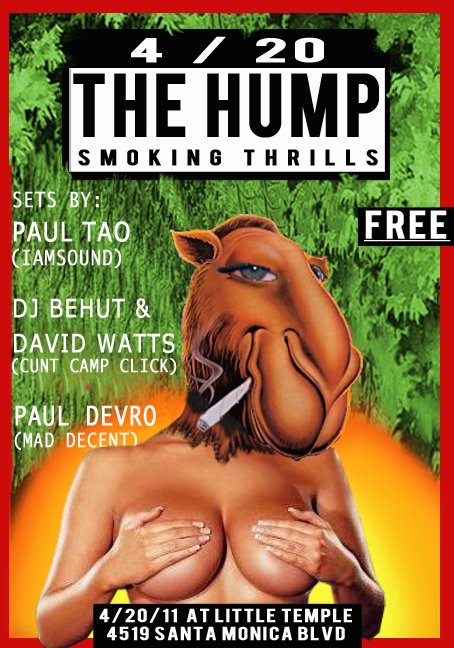 4 / 20
THE HUMP
SMOKING THRILLS
SETS BY:
PAUL TAO
(IAMSOUND)
FREE
DJ BEHUT &
DAVID WATTS
(CUNT CAMP CLICK)
PAUL DEVRO
(MAD DECENT)
4/20/11 AT LITTLE TEMPLE
4519 SANTA MONICA BLVD